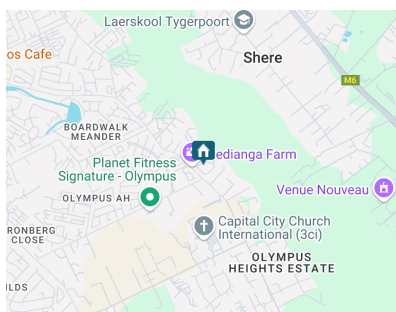 Laerskool Tygerpoort
os Cafe
Shere
M6
BOARDWALK
MEANDER
edianga Farm
Planet Fitness
Signature - Olympus
Venue Nouveau
OLYMPUS AH
Capital City Church
International (3ci)
RONBERG
CLOSE
OLYMPUS
HEIGHTS ESTATE
ILDS